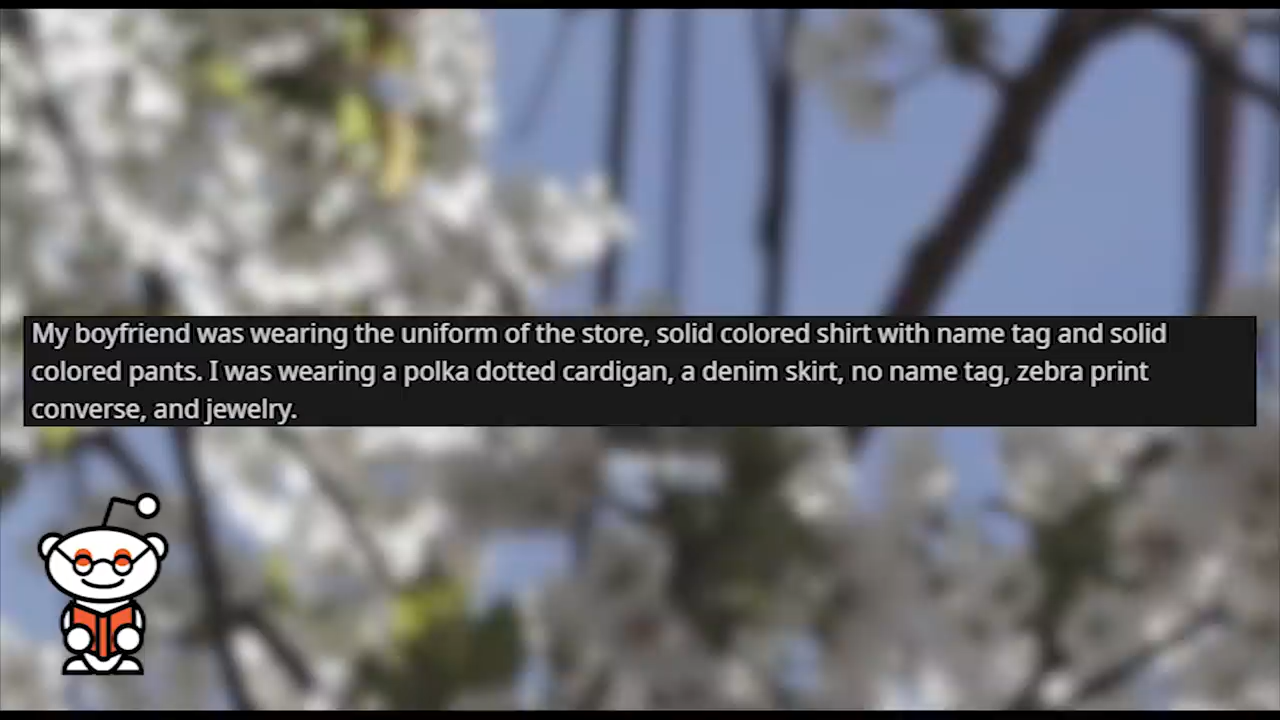 My boyfriend was wearing the uniform of the store, solid colored shirt with name tag and solid
colored pants. I was wearing a polka dotted cardigan, a denim skirt, no name tag, zebra print
converse, and jewelry.